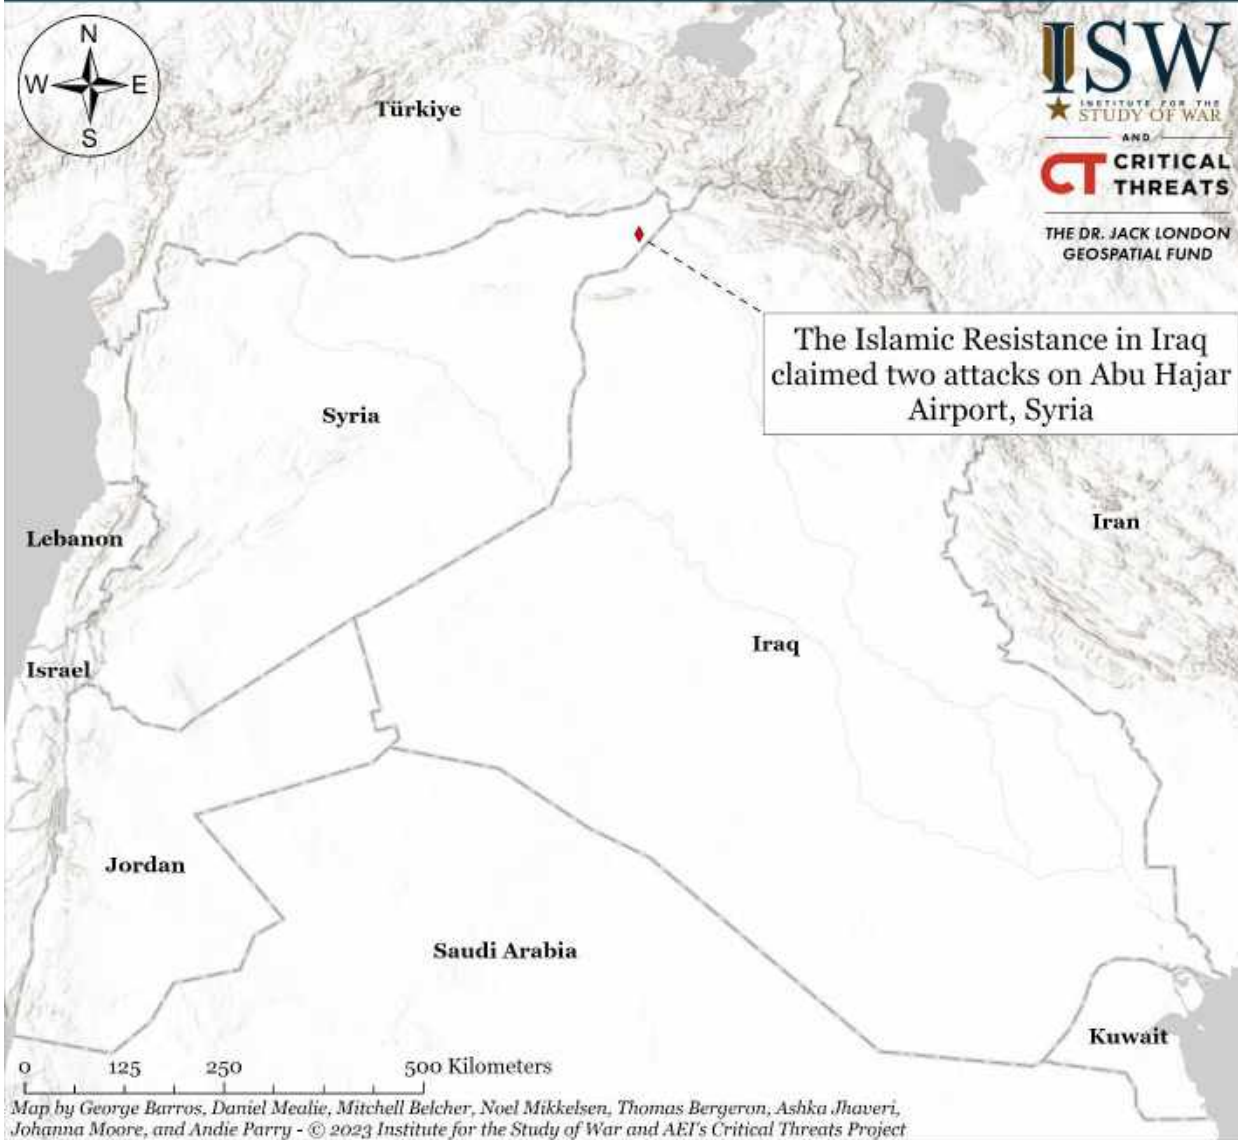 N
W
E
S
ISW
INSTITUTE FOR THE
STUDY OF WAR
AND
CT CRITICAL
THREATS
THE DR. JACK LONDON
GEOSPATIAL FUND
Türkiye
The Islamic Resistance in Iraq
claimed two attacks on Abu Hajar
Airport, Syria
Syria
Lebanon
Iran
Israel
Iraq
Jordan
Saudi Arabia
Kuwait
0 125 250 500 Kilometers
Map by George Barros, Daniel Mealie, Mitchell Belcher, Noel Mikkelsen, Thomas Bergeron, Ashka Jhaveri,
Johanna Moore, and Andie Parry - © 2023 Institute for the Study of War and AEI's Critical Threats Project